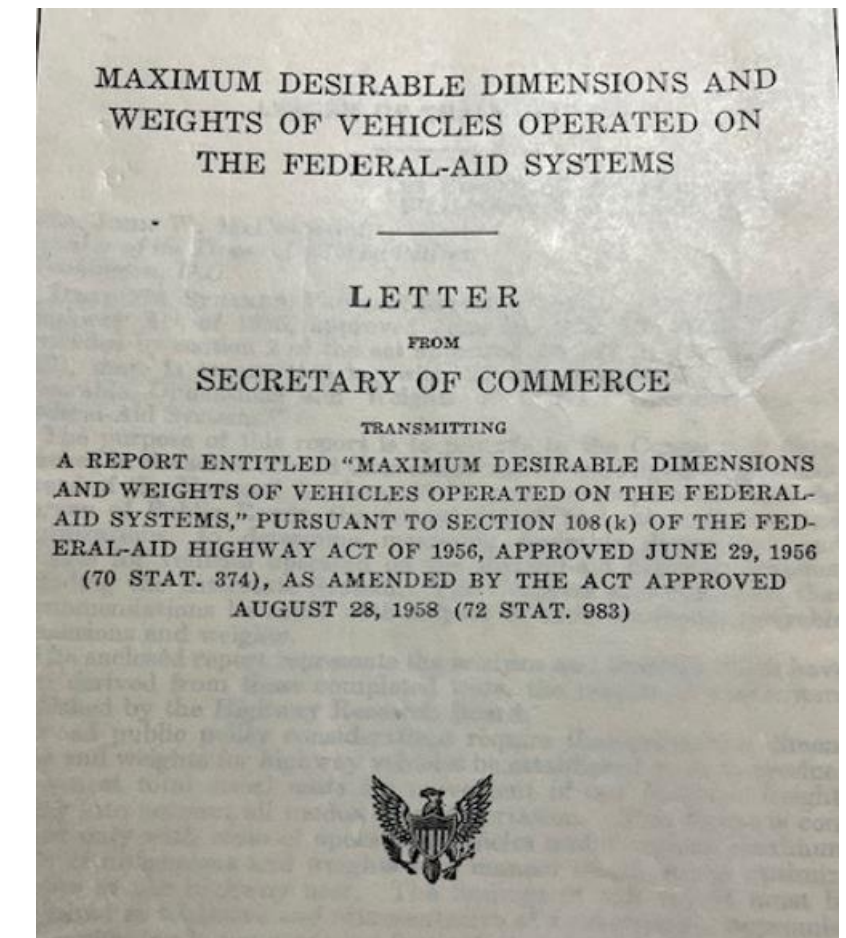 MAXIMUM DESIRABLE DIMENSIONS AND
WEIGHTS OF VEHICLES OPERATED ON
THE FEDERAL-AID SYSTEMS
LETTER
FROM
SECRETARY OF COMMERCE
TRANSMITTING
A REPORT ENTITLED “MAXIMUM DESIRABLE DIMENSIONS
AND WEIGHTS OF VEHICLES OPERATED ON THE FEDERAL-
AID SYSTEMS,” PURSUANT TO SECTION 108(k) OF THE FED-
ERAL-AID HIGHWAY ACT OF 1956, APPROVED JUNE 29, 1956
(70 STAT. 374), AS AMENDED BY THE ACT APPROVED
AUGUST 28, 1958 (72 STAT. 983)